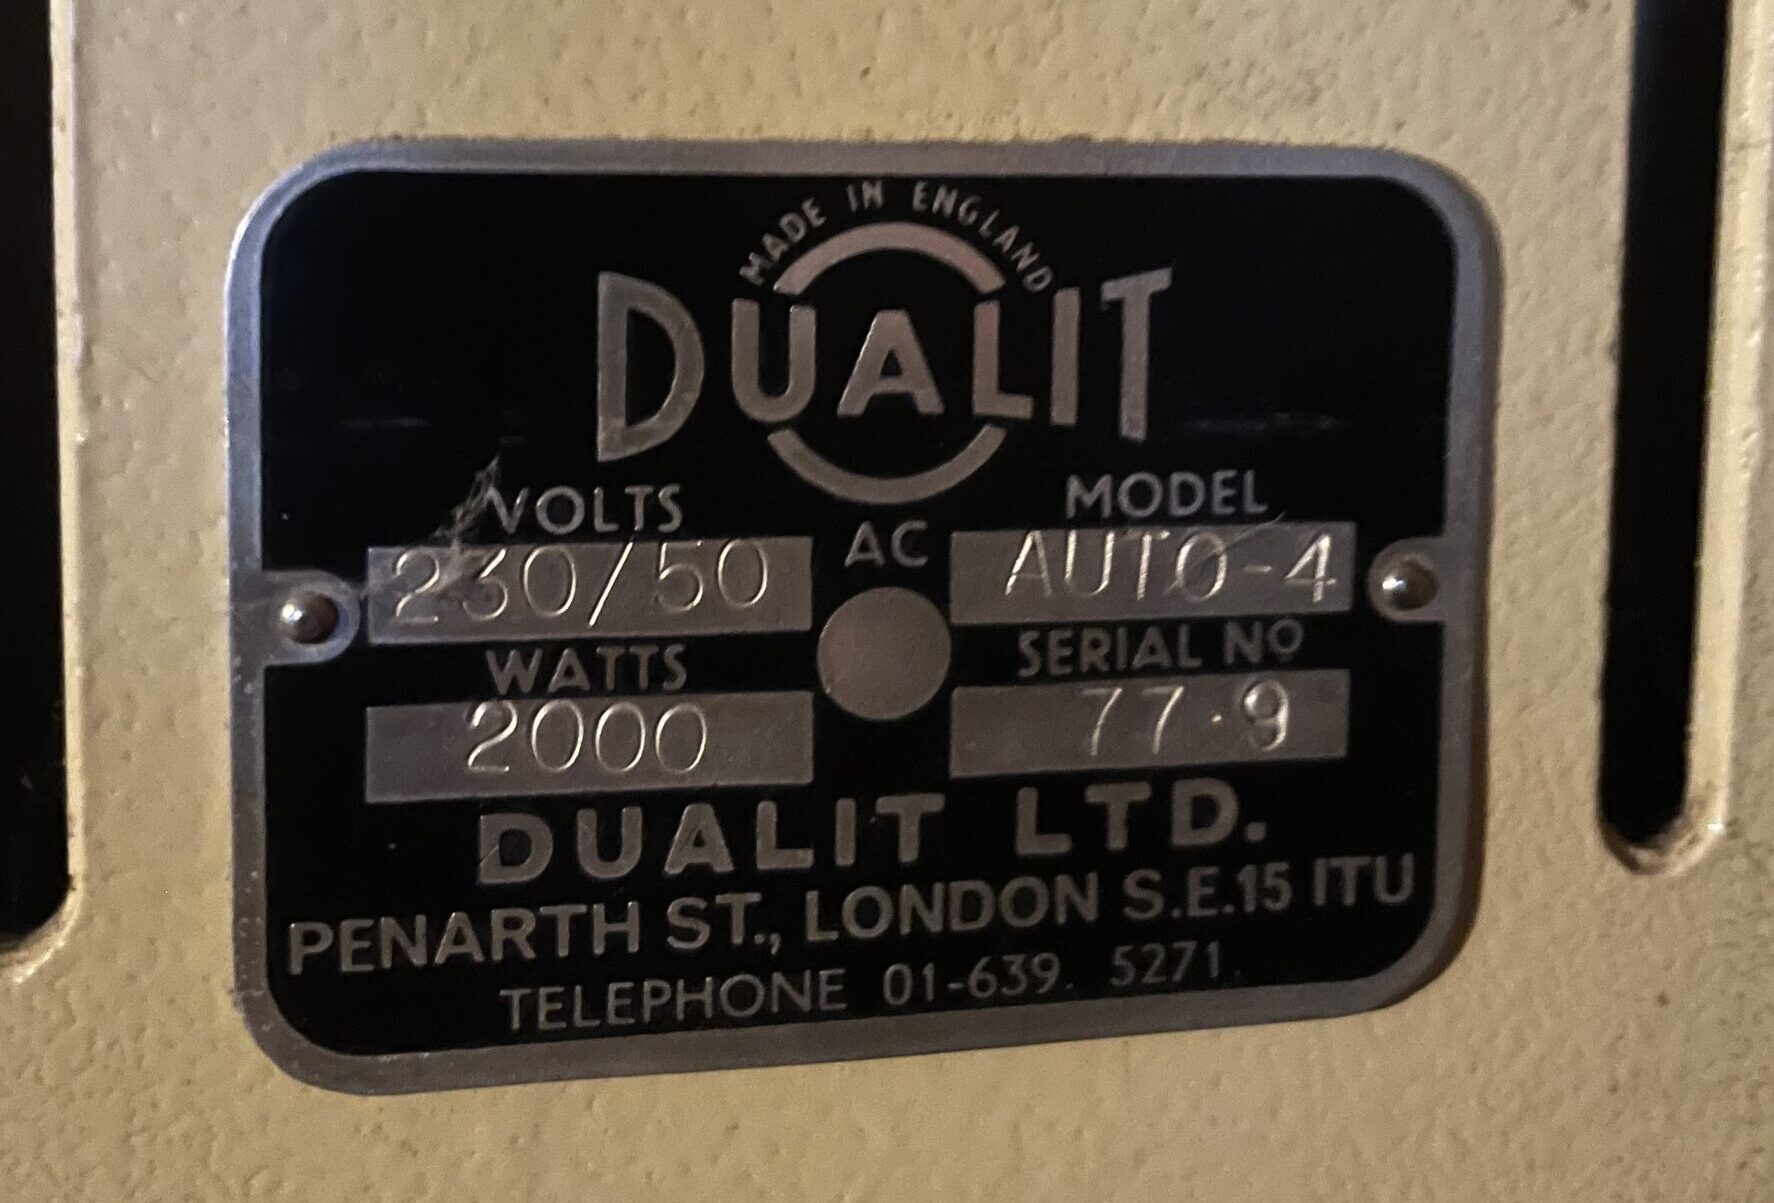 MADE IN ENGLAND
DUALIT
VOLTS AC MODEL
230/50 AUTO-4
WATTS SERIAL NO
2000 77.9
DUALIT LTD.
PENARTH ST., LONDON S.E.15 ITU
TELEPHONE 01-639. 5271.